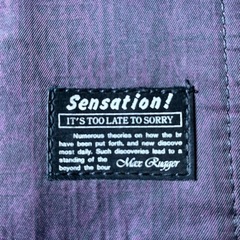 Sensation!
IT'S TOO LATE TO SORRY
Numerous theories on how the br
have been put forth, and new discove
most daily. Such discoveries lead to a
standing of the
beyond the bour
Max Rugger